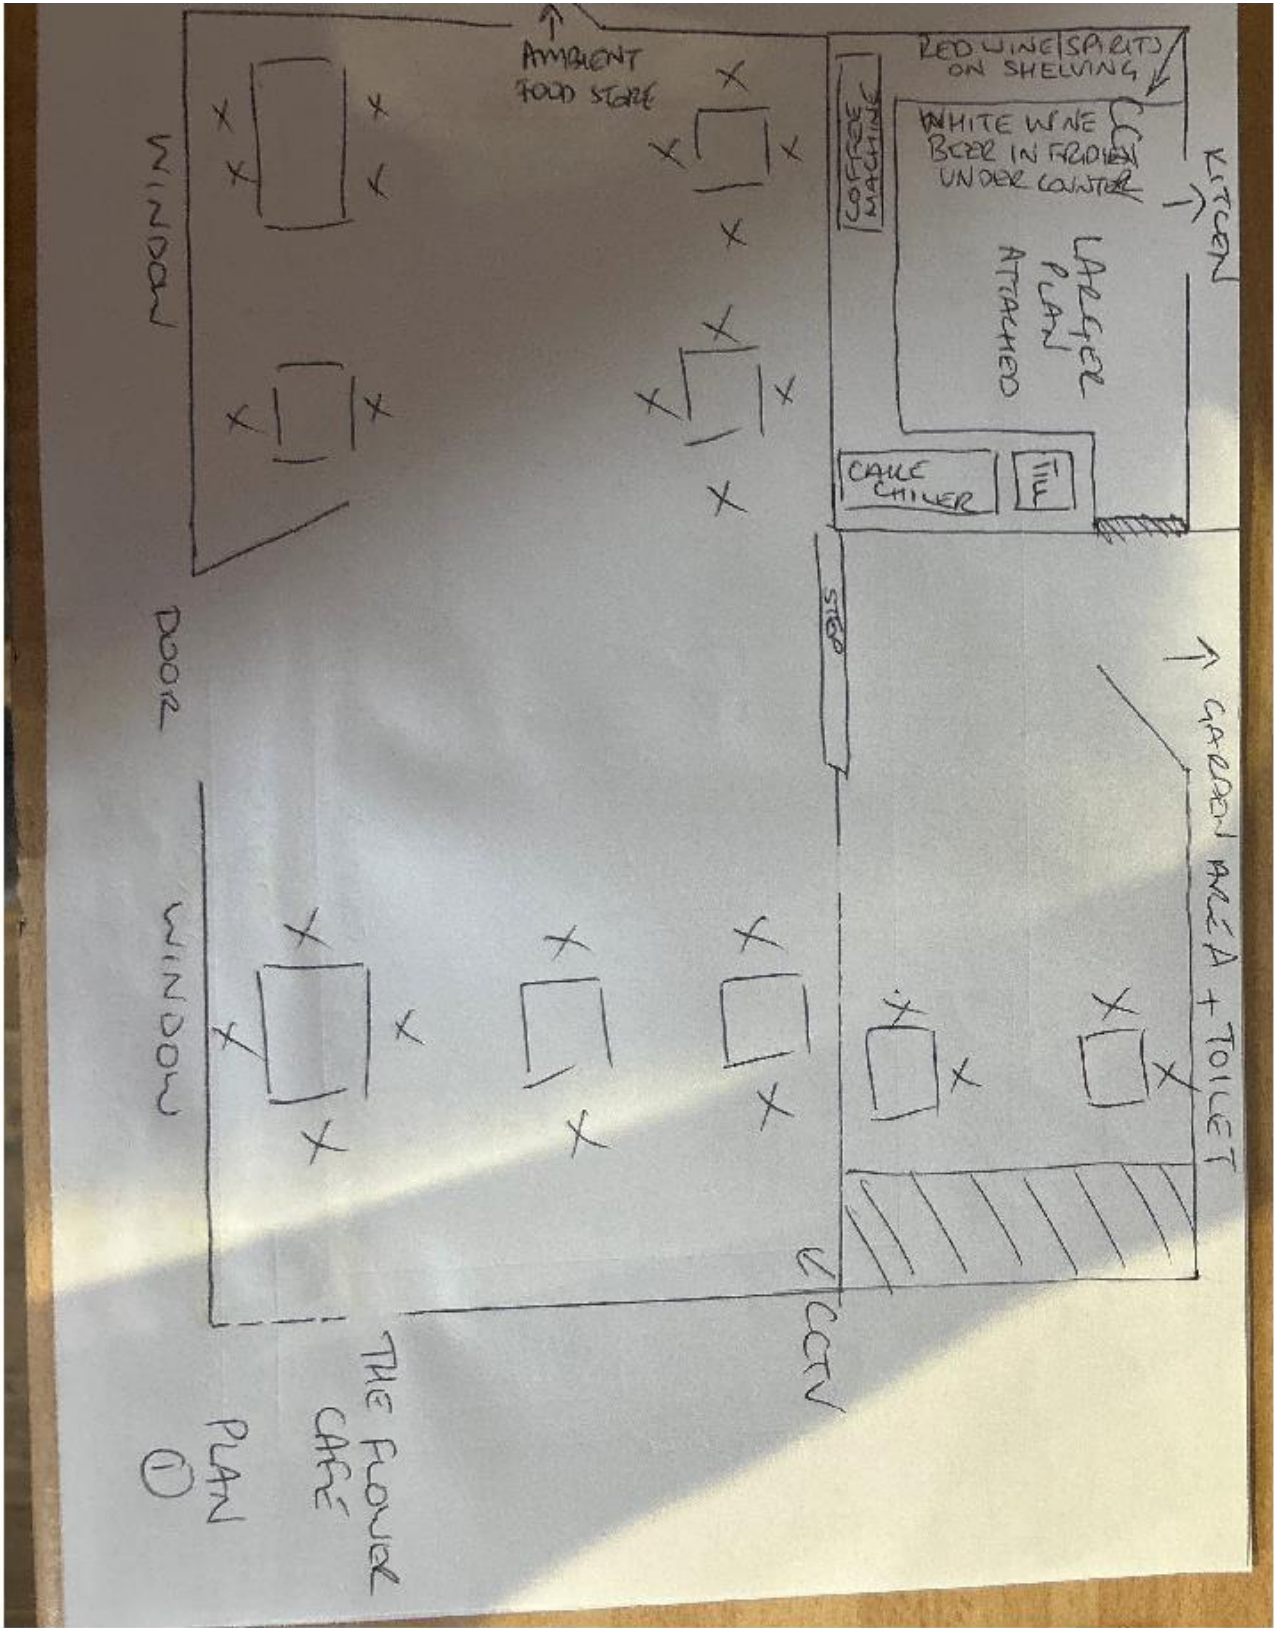 AMBIENT
FOOD STORE
RED WINE/SPIRITS
ON SHELVING
COFFEE
MACHINE
WHITE WINE
BEER IN FRIDGE
UNDER COUNTER
KITCHEN
LARGER
PLAN
ATTACHED
CAKE
CHILLER
TILL
STEP
WINDOW
DOOR
WINDOW
GARDEN AREA + TOILET
CCTV
THE FLOWER
CAFÉ
PLAN
1